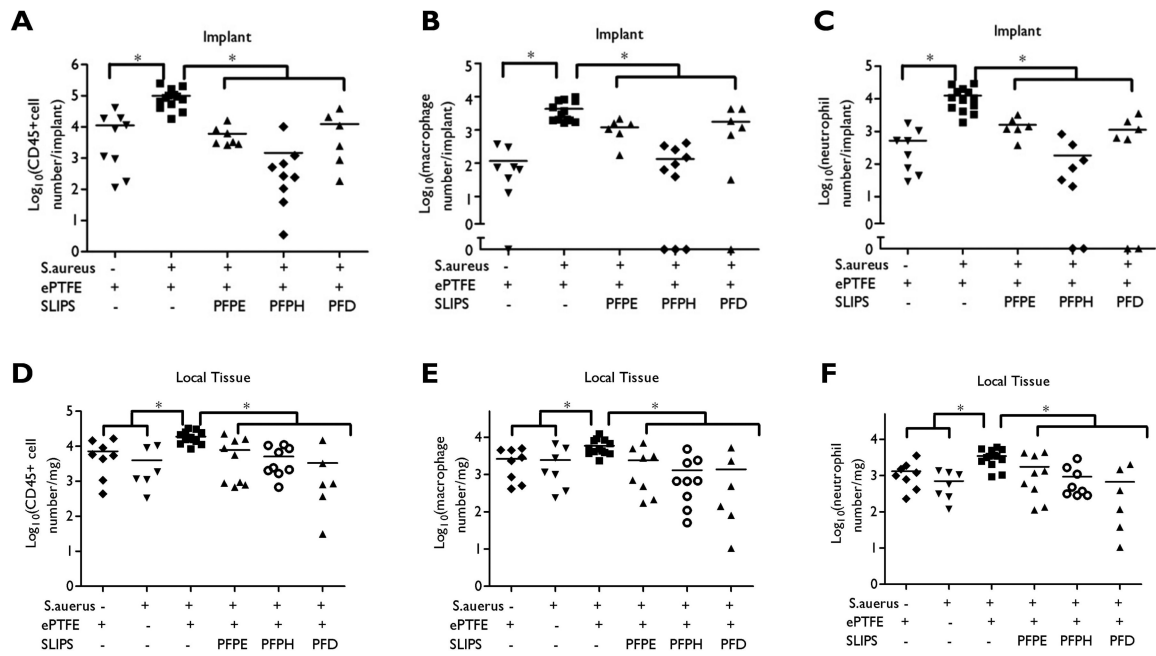 A B C
Implant Implant Implant
* * * * * *
Log10(CD45+cell number/implant)
6
5
4
3
2
1
0
Log10(macrophage number/implant)
5
4
3
2
1
0
0
Log10(neutrophil number/implant)
5
4
3
2
1
0
0
S.aureus - + + + +
ePTFE + + + + +
SLIPS - - PFPE PFPH PFD
S.aureus - + + + +
ePTFE + + + + +
SLIPS - - PFPE PFPH PFD
S.aureus - + + + +
ePTFE + + + + +
SLIPS - - PFPE PFPH PFD
D E F
Local Tissue Local Tissue Local Tissue
* * * * * *
Log10(CD45+ cell number/mg)
5
4
3
2
1
0
Log10(macrophage number/mg)
4
3
2
1
0
Log10(neutrophil number/mg)
4
3
2
1
0
S.auerus - + + + + +
ePTFE + - + + + +
SLIPS - - - PFPE PFPH PFD
S.auerus - + + + + +
ePTFE + - + + + +
SLIPS - - - PFPE PFPH PFD
S.auerus - + + + + +
ePTFE + - + + + +
SLIPS - - - PFPE PFPH PFD